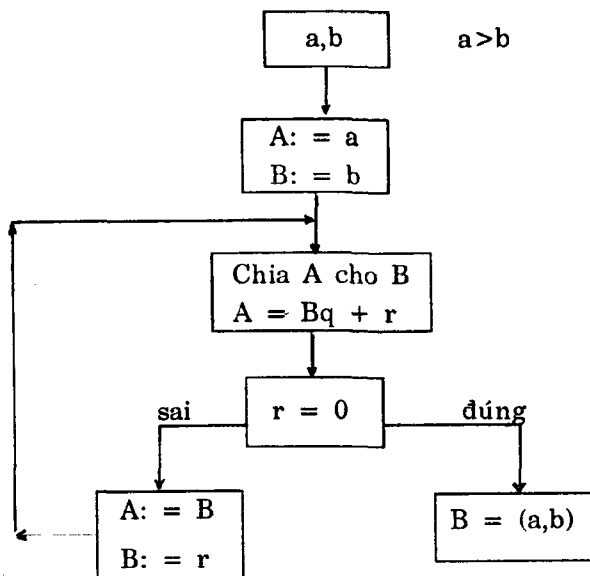 a,b
a>b
A: = a
B: = b
Chia A cho B
A = Bq + r
r = 0
sai
đúng
A: = B
B: = r
B = (a,b)